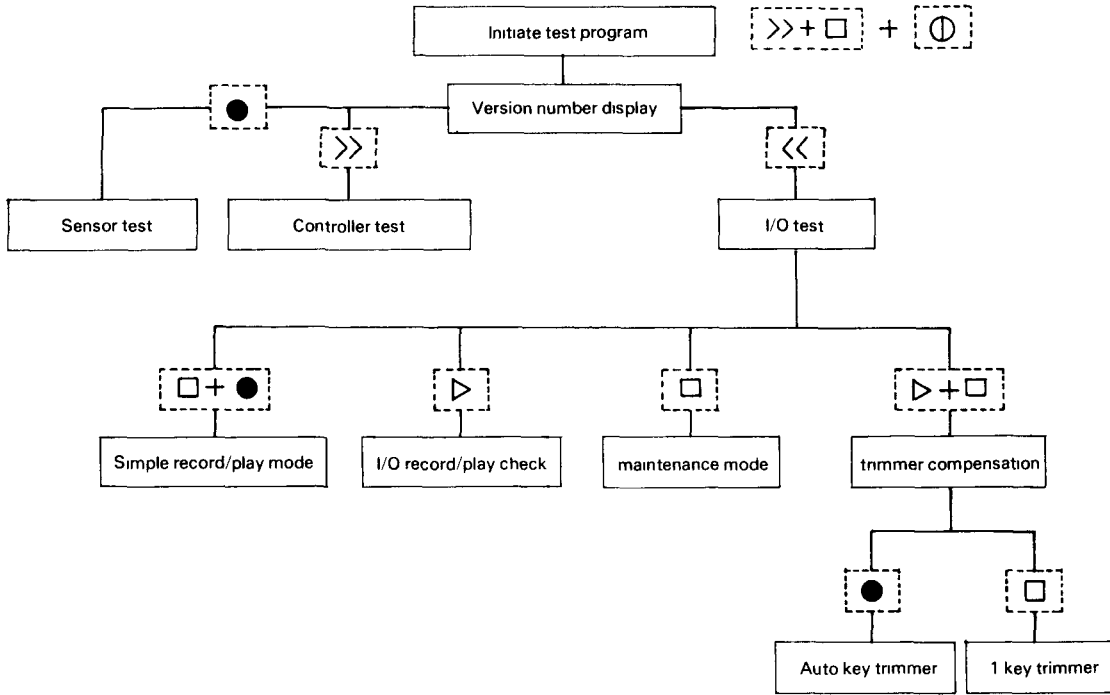 Initiate test program
>> + □ + ⏼
Version number display
●
>>
<<
Sensor test
Controller test
I/O test
□ + ●
▷
□
▷ + □
Simple record/play mode
I/O record/play check
maintenance mode
trimmer compensation
●
□
Auto key trimmer
1 key trimmer